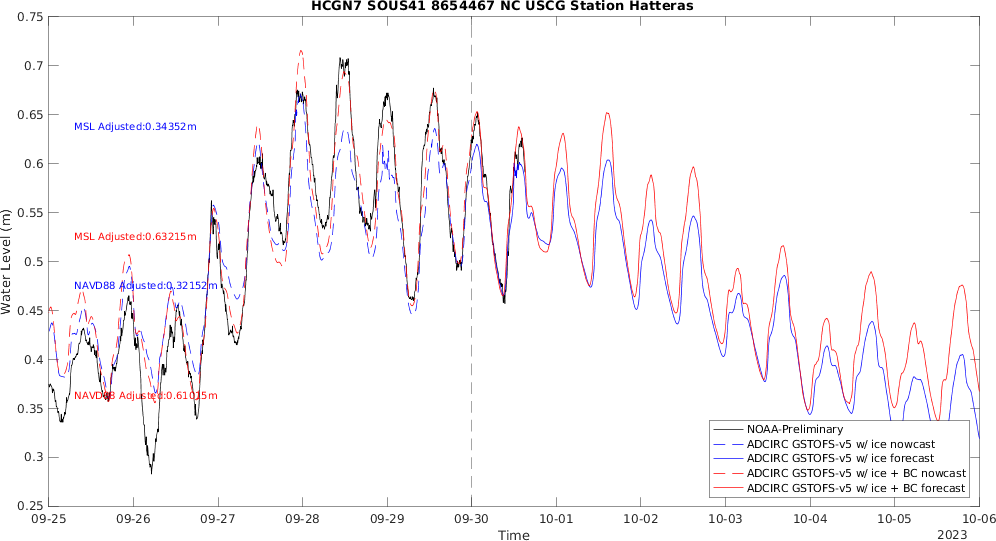 HCGN7 SOUS41 8654467 NC USCG Station Hatteras
0.75
0.7
0.65
0.6
0.55
0.5
0.45
0.4
0.35
0.3
0.25
Water Level (m)
MSL Adjusted:0.34352m
MSL Adjusted:0.63215m
NAVD88 Adjusted:0.32152m
NAVD88 Adjusted:0.61015m
NOAA-Preliminary
ADCIRC GSTOFS-v5 w/ ice nowcast
ADCIRC GSTOFS-v5 w/ ice forecast
ADCIRC GSTOFS-v5 w/ ice + BC nowcast
ADCIRC GSTOFS-v5 w/ ice + BC forecast
09-25 09-26 09-27 09-28 09-29 09-30 10-01 10-02 10-03 10-04 10-05 10-06
Time
2023